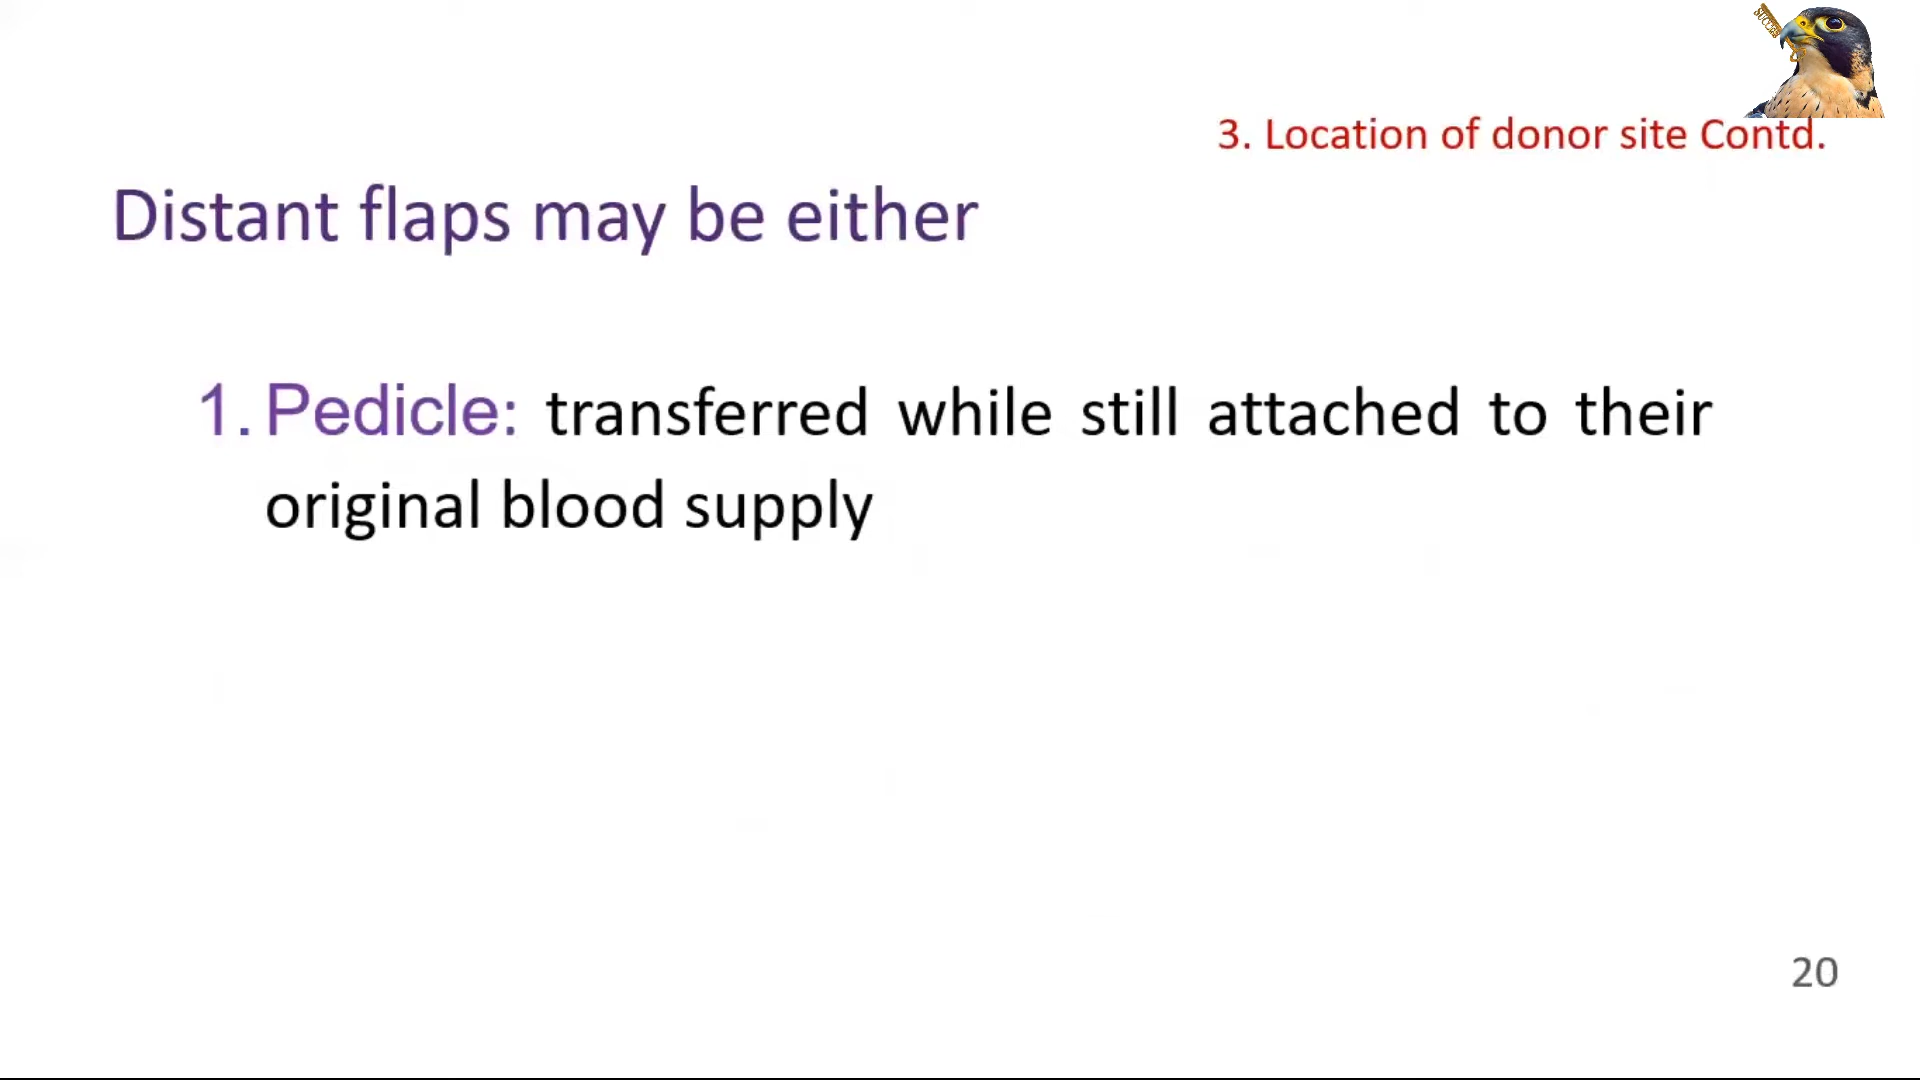 SUCCESS
3. Location of donor site Contd.
Distant flaps may be either
1. Pedicle: transferred while still attached to their
original blood supply
20